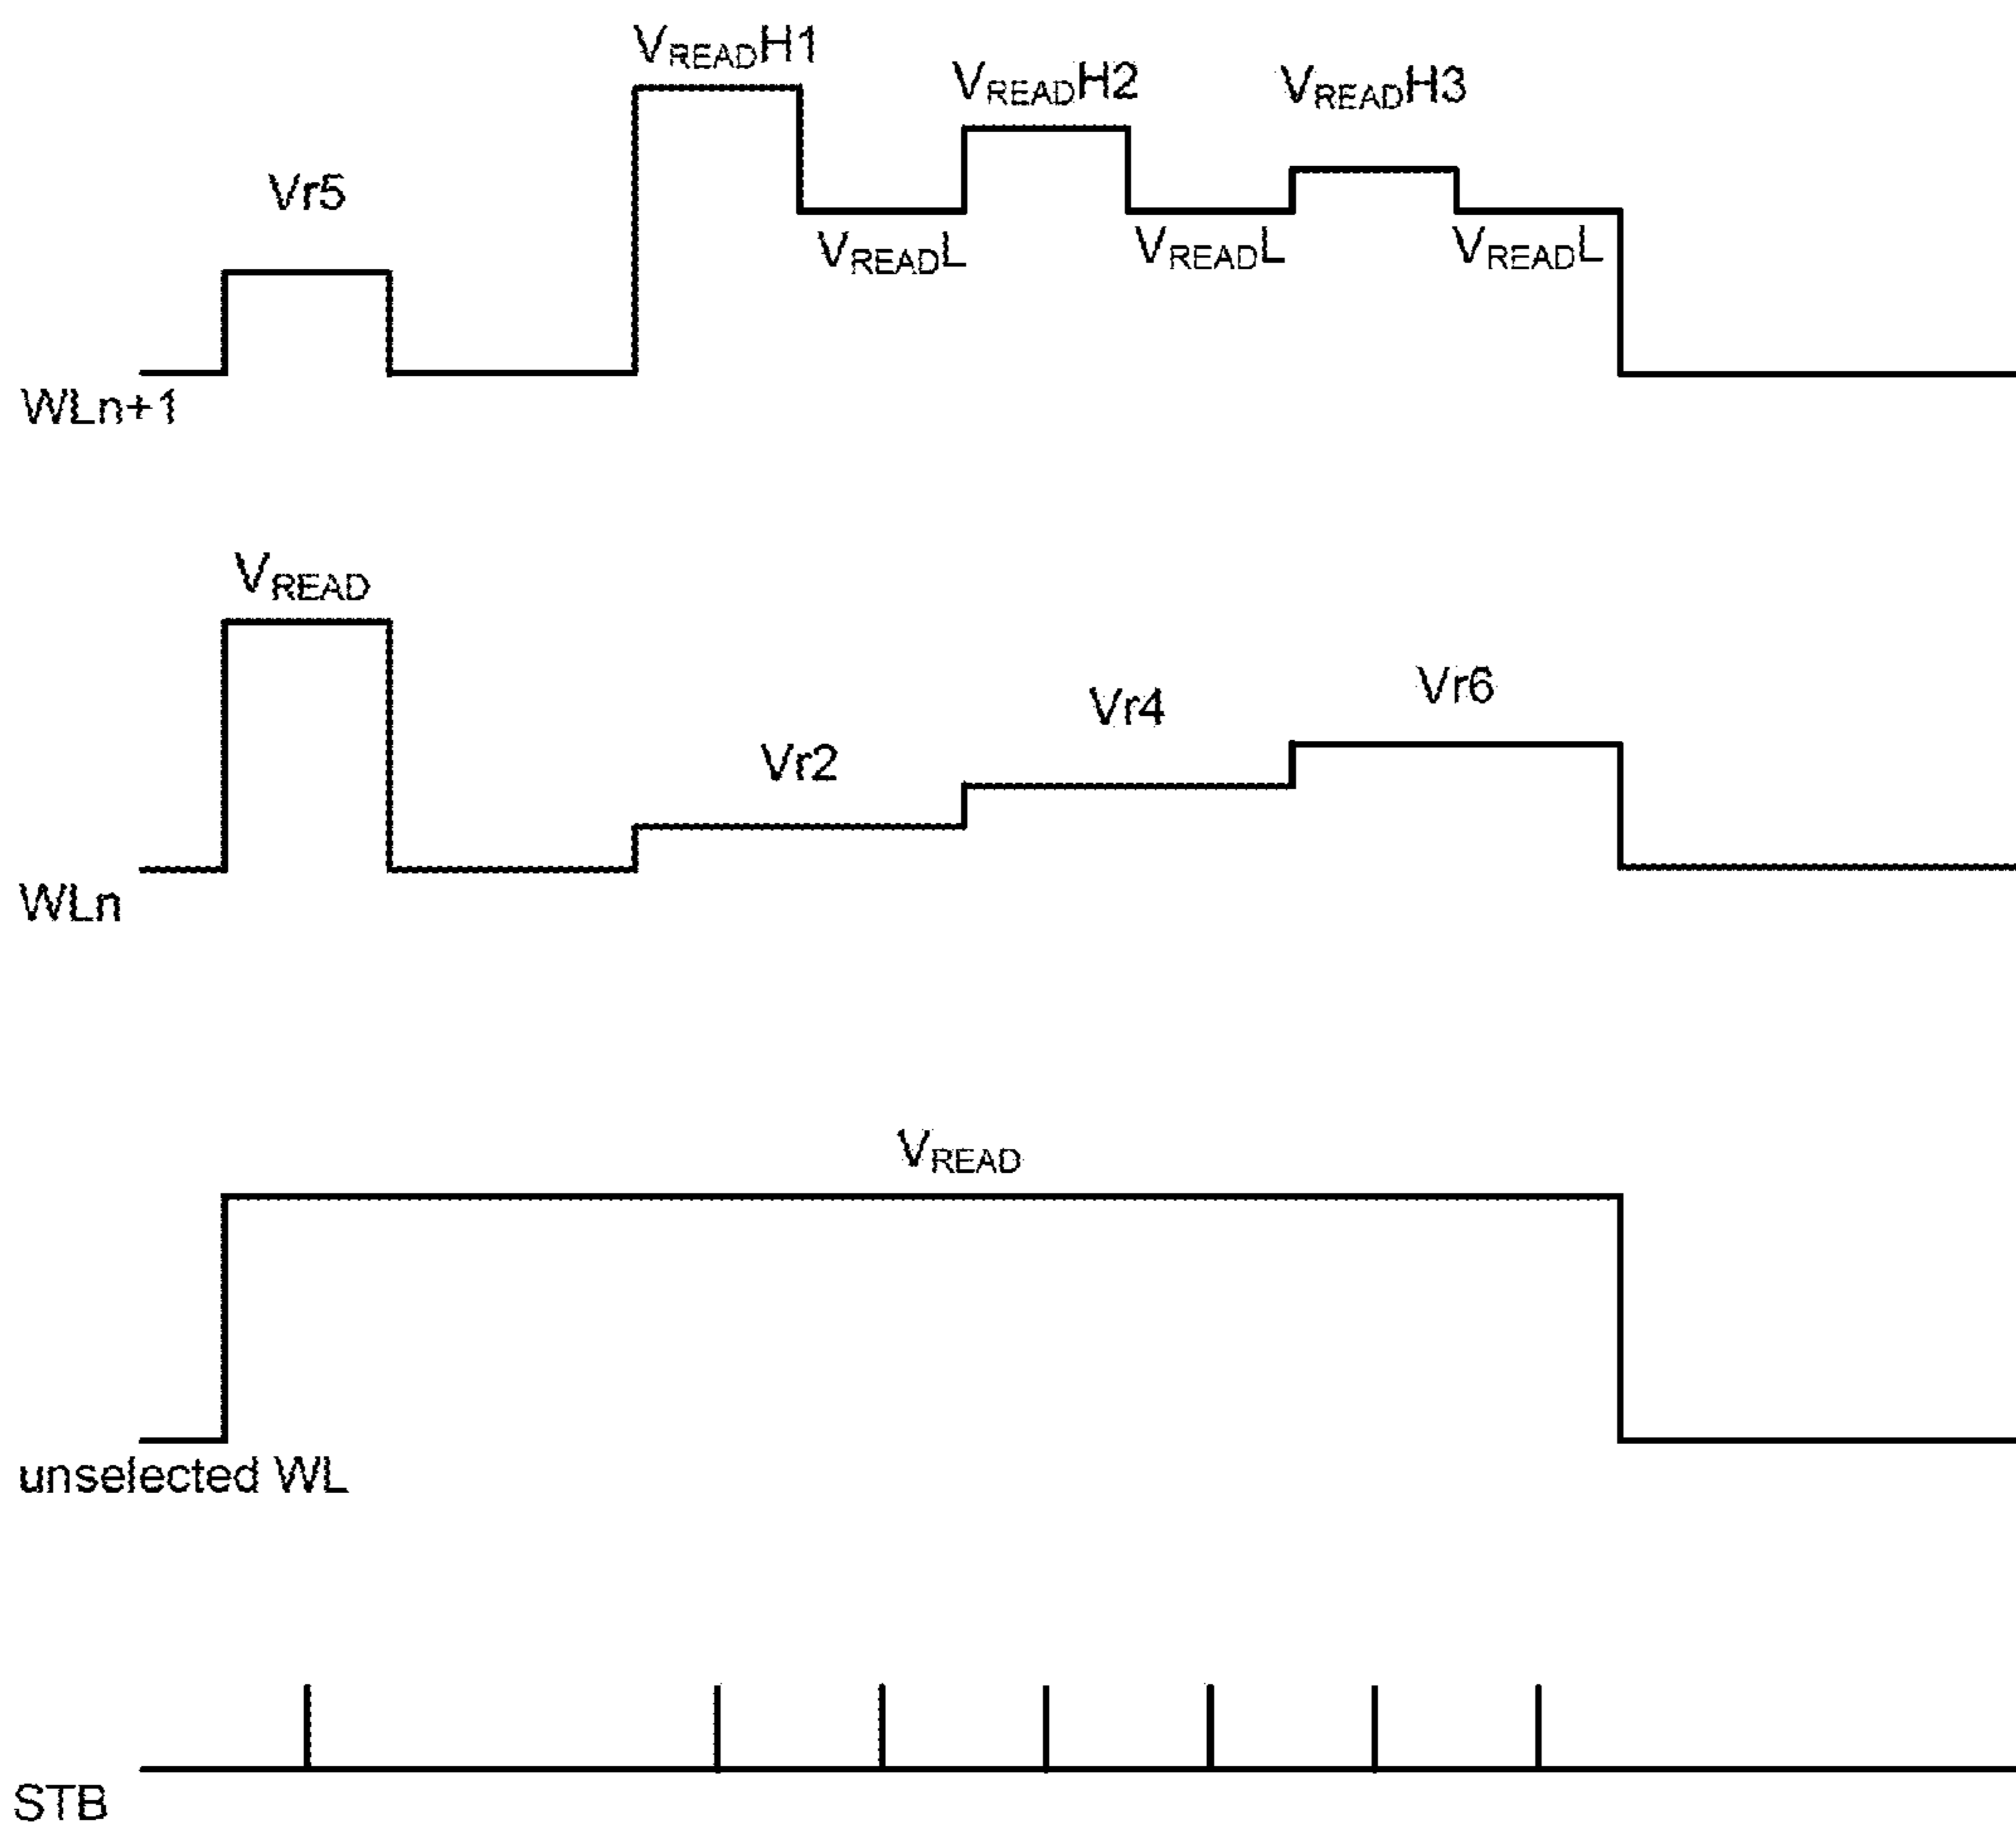 VREADH1
VREADH2
VREADH3
Vr5
VREADL
VREADL
VREADL
WLn+1
VREAD
Vr6
Vr4
Vr2
WLn
VREAD
unselected WL
STB